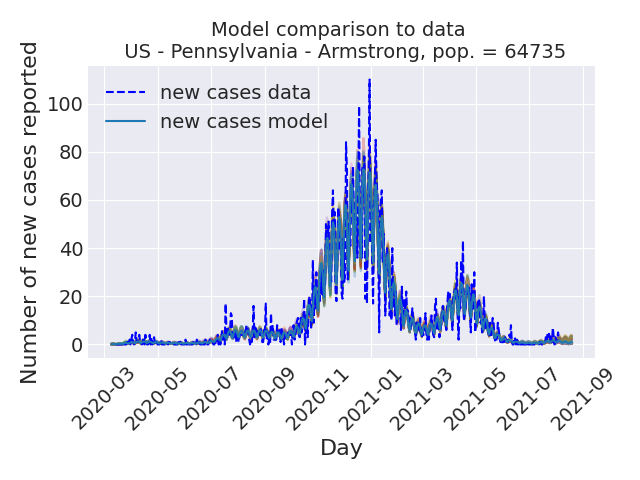 Model comparison to data
US - Pennsylvania - Armstrong, pop. = 64735
Number of new cases reported
100
80
60
40
20
0
new cases data
new cases model
2020-03
2020-05
2020-07
2020-09
2020-11
2021-01
2021-03
2021-05
2021-07
2021-09
Day